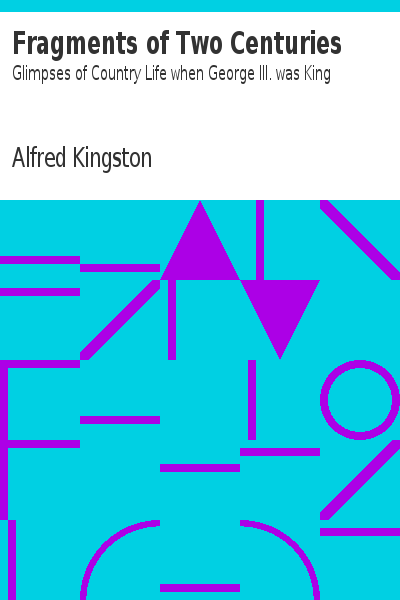 Fragments of Two Centuries
Glimpses of Country Life when George III. was King
Alfred Kingston